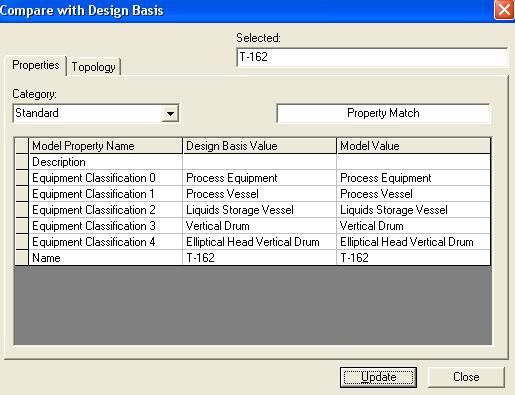 Compare with Design Basis
Selected:
T-162
Properties Topology
Category:
Standard Property Match
Model Property Name Design Basis Value Model Value
Description
Equipment Classification 0 Process Equipment Process Equipment
Equipment Classification 1 Process Vessel Process Vessel
Equipment Classification 2 Liquids Storage Vessel Liquids Storage Vessel
Equipment Classification 3 Vertical Drum Vertical Drum
Equipment Classification 4 Elliptical Head Vertical Drum Elliptical Head Vertical Drum
Name T-162 T-162
Update Close